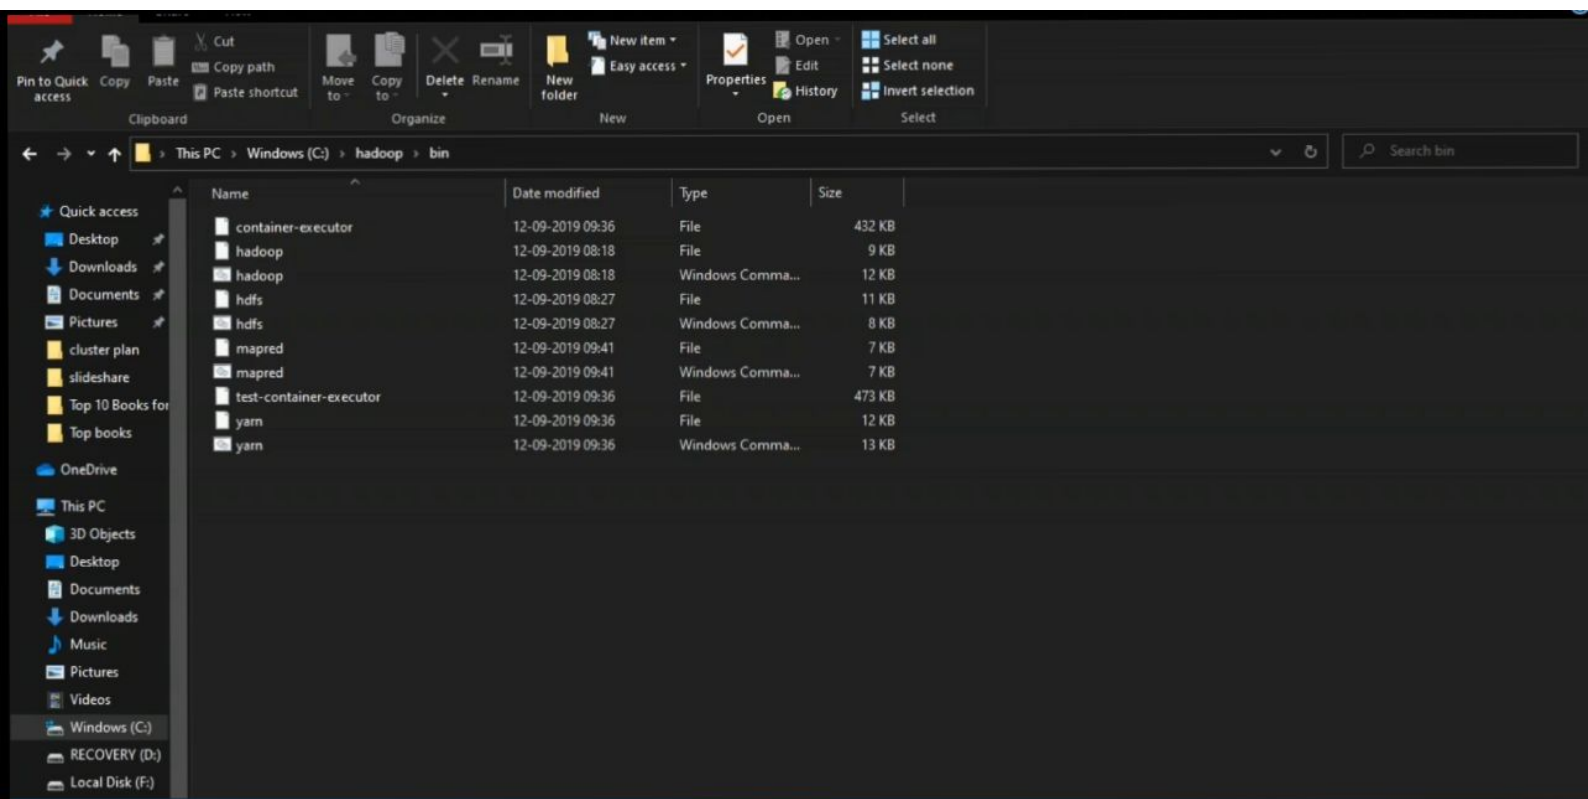 Cut
Copy path
Paste shortcut
Pin to Quick access
Copy
Paste
Clipboard
Move to
Copy to
Delete
Rename
Organize
New folder
New item
Easy access
New
Properties
Open
Edit
History
Open
Select all
Select none
Invert selection
Select
This PC > Windows (C:) > hadoop > bin
Search bin
Name Date modified Type Size
container-executor 12-09-2019 09:36 File 432 KB
hadoop 12-09-2019 08:18 File 9 KB
hadoop 12-09-2019 08:18 Windows Comma... 12 KB
hdfs 12-09-2019 08:27 File 11 KB
hdfs 12-09-2019 08:27 Windows Comma... 8 KB
mapred 12-09-2019 09:41 File 7 KB
mapred 12-09-2019 09:41 Windows Comma... 7 KB
test-container-executor 12-09-2019 09:36 File 473 KB
yarn 12-09-2019 09:36 File 12 KB
yarn 12-09-2019 09:36 Windows Comma... 13 KB
Quick access
Desktop
Downloads
Documents
Pictures
cluster plan
slideshare
Top 10 Books for
Top books
OneDrive
This PC
3D Objects
Desktop
Documents
Downloads
Music
Pictures
Videos
Windows (C:)
RECOVERY (D:)
Local Disk (F:)